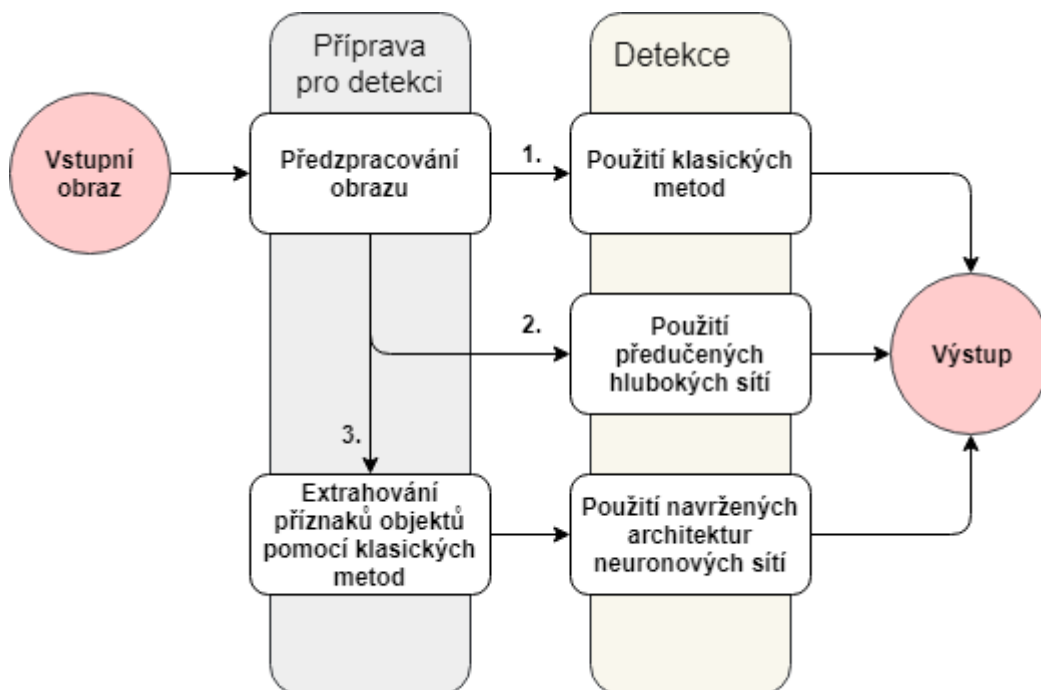 Příprava
pro detekci
Detekce
Vstupní
obraz
Předzpracování
obrazu
1.
Použití klasických
metod
2.
Použití
předučených
hlubokých sítí
Výstup
3.
Extrahování
příznaků objektů
pomocí klasických
metod
Použití navržených
architektur
neuronových sítí